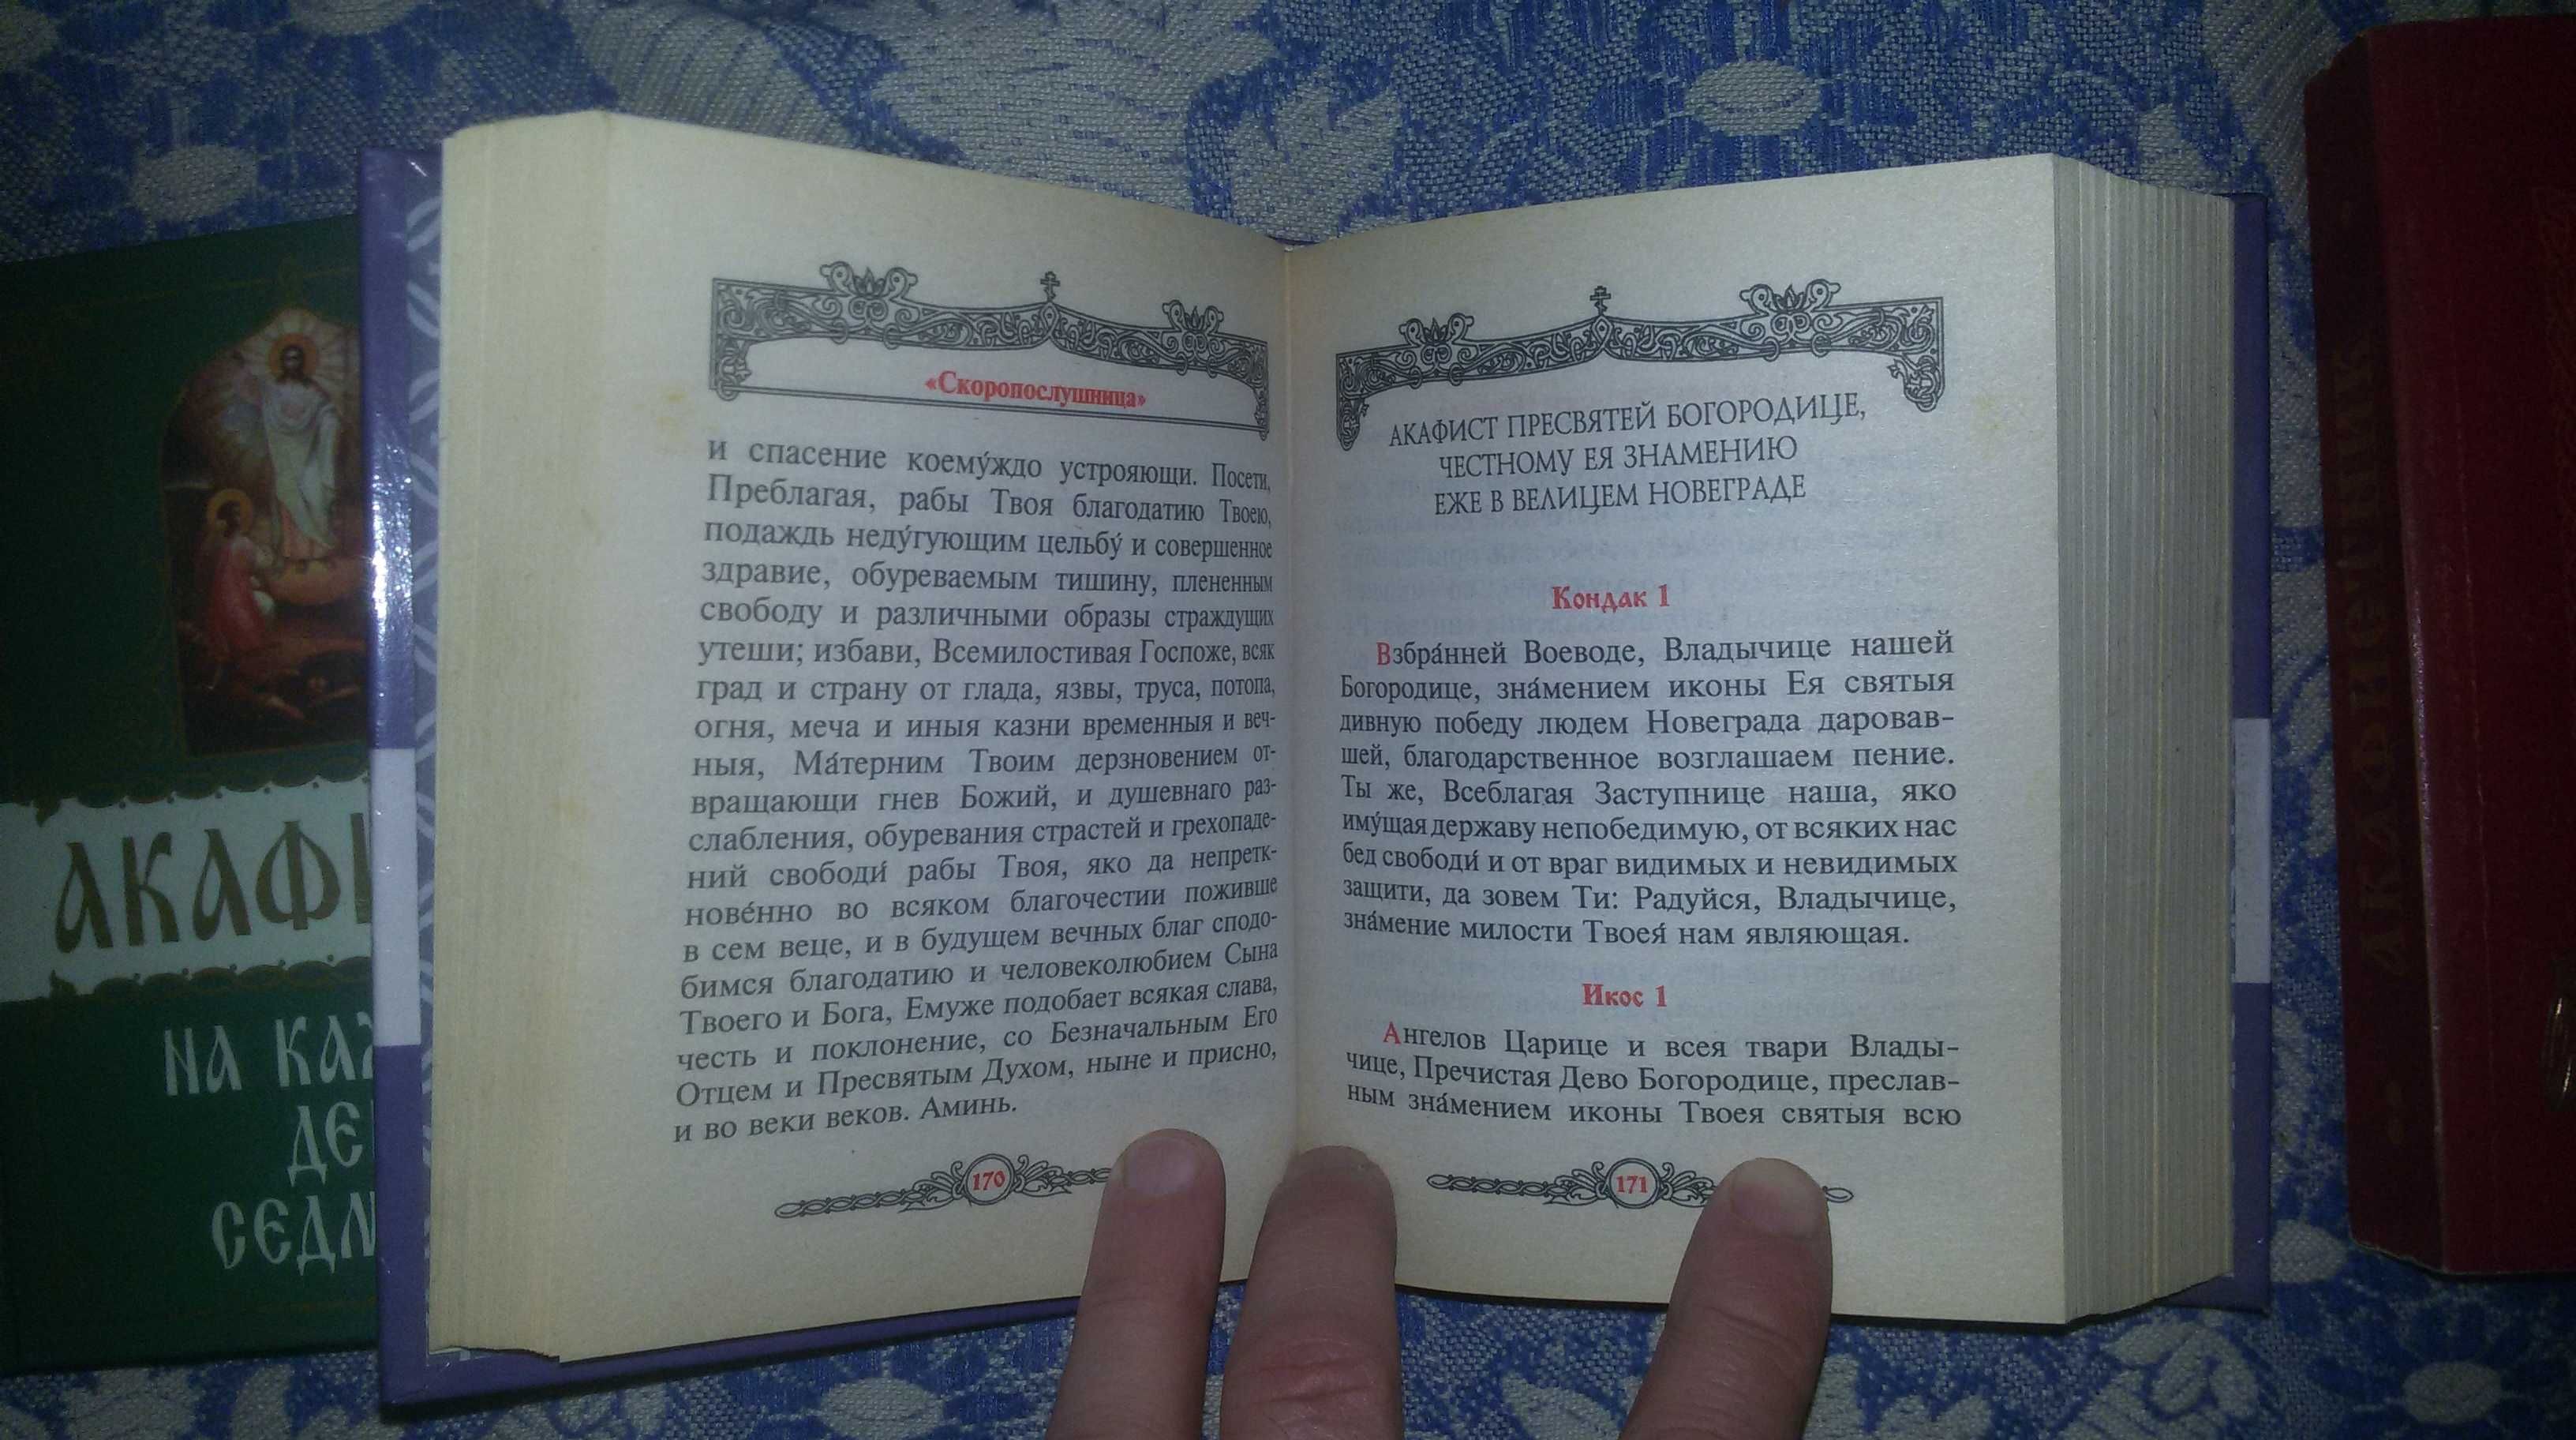 «Скоропослушница»
и спасение коему́ждо устрояющи. Посети,
Преблагая, рабы Твоя благодатию Твоею,
подаждь неду́гующим цельбу́ и совершенное
здравие, обуреваемым тишину, плененным
свободу и различными образы страждущих
утеши; избави, Всемилостивая Госпоже, всяк
град и страну от глада, язвы, труса, потопа,
огня, меча и иныя казни временныя и веч-
ныя, Ма́терним Твоим дерзновением от-
вращающи гнев Божий, и душевнаго раз-
слабления, обуревания страстей и грехопаде-
ний свободи́ рабы Твоя, яко да непретк-
нове́нно во всяком благочестии поживше
в сем веце, и в будущем вечных благ сподо-
бимся благодатию и человеколюбием Сына
Твоего и Бога, Емуже подобает всякая слава,
честь и поклонение, со Безначальным Его
Отцем и Пресвятым Духом, ныне и присно,
и во веки веков. Аминь.
170
АКАФИСТ ПРЕСВЯТЕЙ БОГОРОДИЦЕ,
ЧЕСТНОМУ ЕЯ ЗНАМЕНИЮ
ЕЖЕ В ВЕЛИЦЕМ НОВЕГРАДЕ
Кондак 1
Взбра́нней Воеводе, Владычице нашей
Богородице, зна́мением иконы Ея святыя
дивную победу людем Новеграда даровав-
шей, благодарственное возглашаем пение.
Ты же, Всеблагая Заступнице наша, яко
иму́щая державу непобедимую, от всяких нас
бед свободи́ и от враг видимых и невидимых
защити, да зовем Ти: Радуйся, Владычице,
зна́мение милости Твоея́ нам являющая.
Икос 1
Ангелов Царице и всея твари Влады-
чице, Пречистая Дево Богородице, преслав-
ным зна́мением иконы Твоея святыя всю
171
АКАФ
НА КА
ДЕ
СЕДМ
АКАФИСТНИК